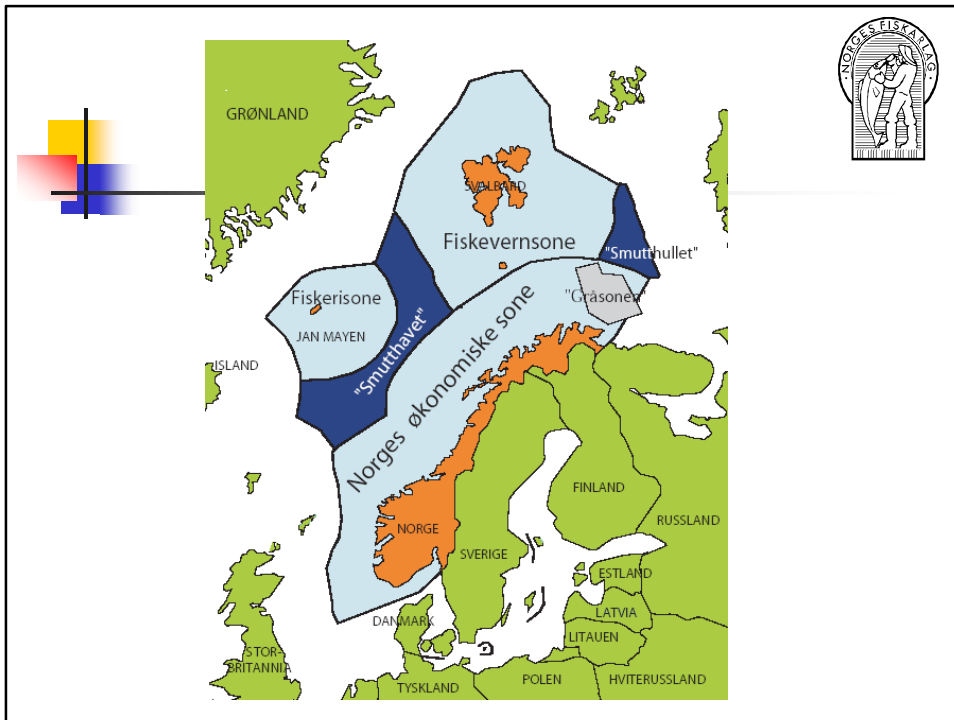 NORGES FISKARLAG
GRØNLAND
SVALBARD
Fiskevernsone
"Smutthullet"
Fiskerisone
"Gråsonen"
JAN MAYEN
"Smutthavet"
Norges økonomiske sone
ISLAND
FINLAND
RUSSLAND
NORGE
SVERIGE
ESTLAND
LATVIA
DANMARK
LITAUEN
STOR-
BRITANNIA
POLEN
HVITERUSSLAND
TYSKLAND